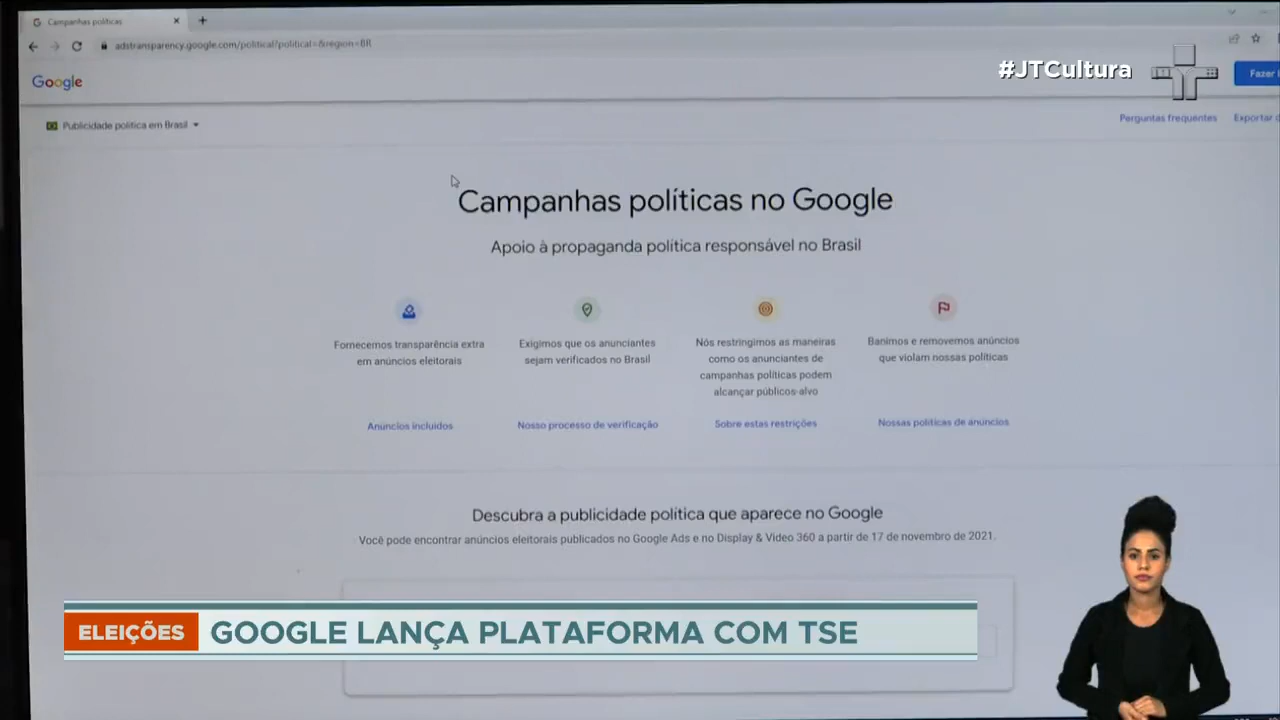 Campanhas políticas
adstransparency.google.com/political?political=&region=BR
#JTCultura
Google
Fazer
Publicidade política em Brasil
Perguntas frequentes
Exportar
Campanhas políticas no Google
Apoio à propaganda política responsável no Brasil
Fornecemos transparência extra
em anúncios eleitorais
Anúncios incluídos
Exigimos que os anunciantes
sejam verificados no Brasil
Nosso processo de verificação
Nós restringimos as maneiras
como os anunciantes de
campanhas políticas podem
alcançar públicos-alvo
Sobre estas restrições
Banimos e removemos anúncios
que violam nossas políticas
Nossas políticas de anúncios
Descubra a publicidade política que aparece no Google
Você pode encontrar anúncios eleitorais publicados no Google Ads e no Display & Video 360 a partir de 17 de novembro de 2021.
ELEIÇÕES GOOGLE LANÇA PLATAFORMA COM TSE